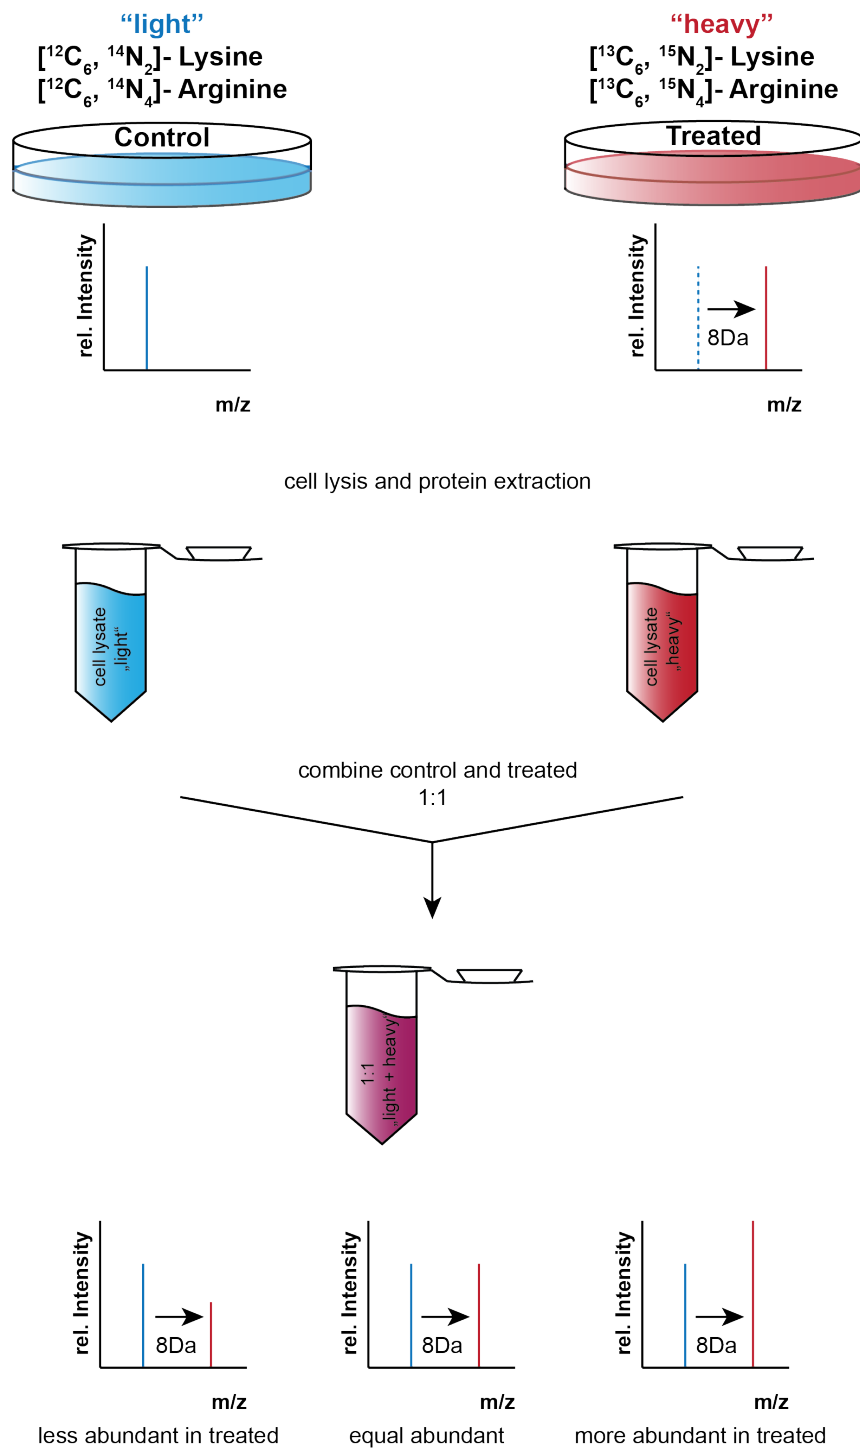 “light”
[¹²C₆, ¹⁴N₂]- Lysine
[¹²C₆, ¹⁴N₄]- Arginine
Control
rel. Intensity
m/z
“heavy”
[¹³C₆, ¹⁵N₂]- Lysine
[¹³C₆, ¹⁵N₄]- Arginine
Treated
rel. Intensity
8Da
m/z
cell lysis and protein extraction
cell lysate
„light“
cell lysate
„heavy“
combine control and treated
1:1
1:1
„light + heavy“
rel. Intensity
8Da
m/z
less abundant in treated
rel. Intensity
8Da
m/z
equal abundant
rel. Intensity
8Da
m/z
more abundant in treated